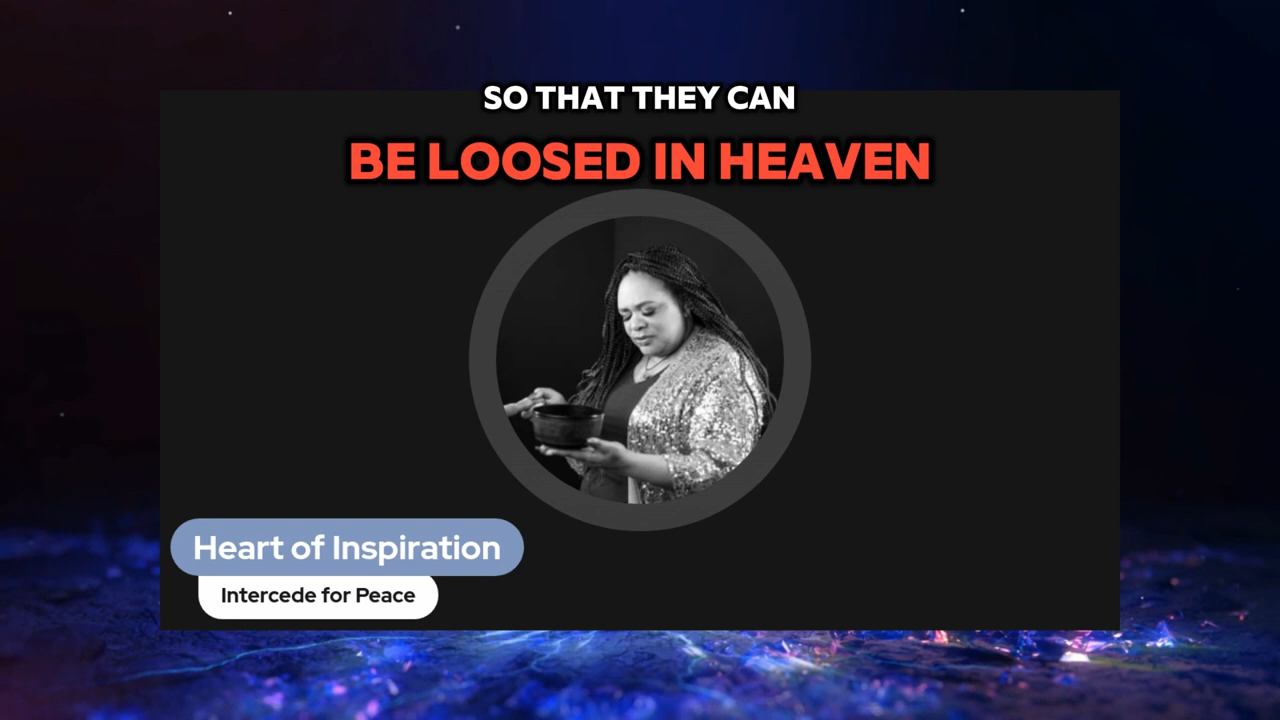 SO THAT THEY CAN
BE LOOSED IN HEAVEN
Heart of Inspiration
Intercede for Peace